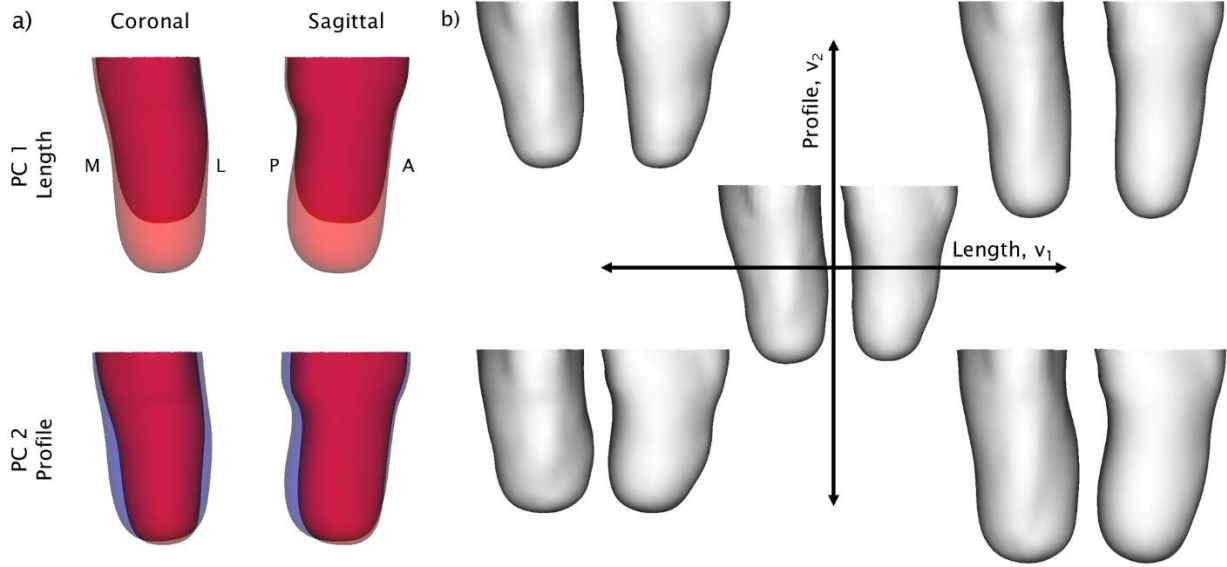 a)
Coronal
Sagittal
b)
PC 1
Length
M
L
P
A
PC 2
Profile
Profile, v₂
Length, v₁